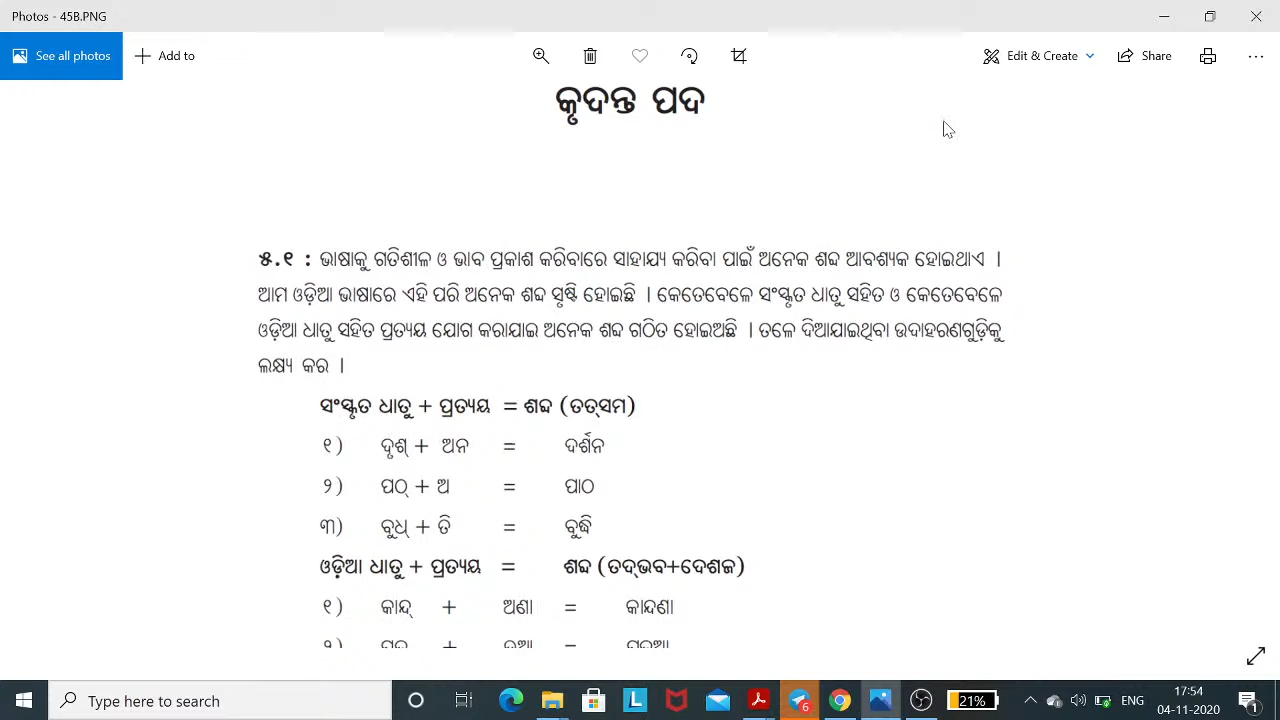 Photos - 45B.PNG
See all photos
Add to
Edit & Create
Share
କୃଦନ୍ତ ପଦ
୫.୧ : ଭାଷାକୁ ଗତିଶୀଳ ଓ ଭାବ ପ୍ରକାଶ କରିବାରେ ସାହାଯ୍ୟ କରିବା ପାଇଁ ଅନେକ ଶବ୍ଦ ଆବଶ୍ୟକ ହୋଇଥାଏ ।
ଆମ ଓଡ଼ିଆ ଭାଷାରେ ଏହି ପରି ଅନେକ ଶବ୍ଦ ସୃଷ୍ଟି ହୋଇଛି । କେତେବେଳେ ସଂସ୍କୃତ ଧାତୁ ସହିତ ଓ କେତେବେଳେ
ଓଡ଼ିଆ ଧାତୁ ସହିତ ପ୍ରତ୍ୟୟ ଯୋଗ କରାଯାଇ ଅନେକ ଶବ୍ଦ ଗଠିତ ହୋଇଅଛି । ତଳେ ଦିଆଯାଇଥିବା ଉଦାହରଣଗୁଡ଼ିକୁ
ଲକ୍ଷ୍ୟ କର ।
ସଂସ୍କୃତ ଧାତୁ + ପ୍ରତ୍ୟୟ = ଶବ୍ଦ (ତତ୍‌ସମ)
୧) ଦୃଶ୍ + ଅନ = ଦର୍ଶନ
୨) ପଠ୍ + ଅ = ପାଠ
୩) ବୁଧ୍ + ତି = ବୁଦ୍ଧି
ଓଡ଼ିଆ ଧାତୁ + ପ୍ରତ୍ୟୟ = ଶବ୍ଦ (ତଦ୍‌ଭବ+ଦେଶଜ)
୧) କାନ୍ଦ୍ + ଅଣା = କାନ୍ଦଣା
Type here to search
21%
ENG
17:54
04-11-2020